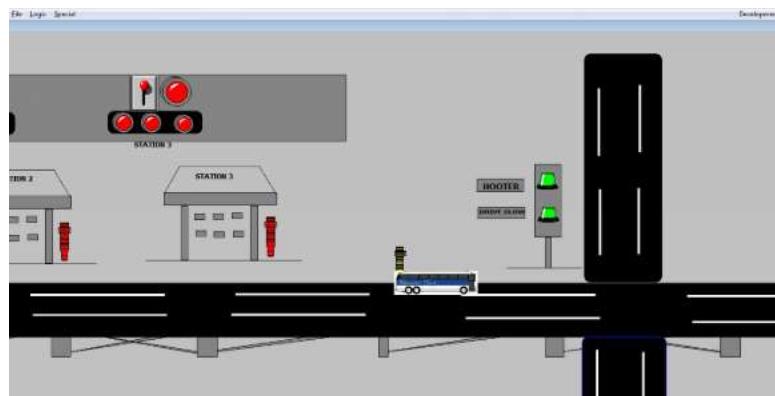 File Logic Special
STATION 3
STATION 3
HOOTER
DRIVE SLOW